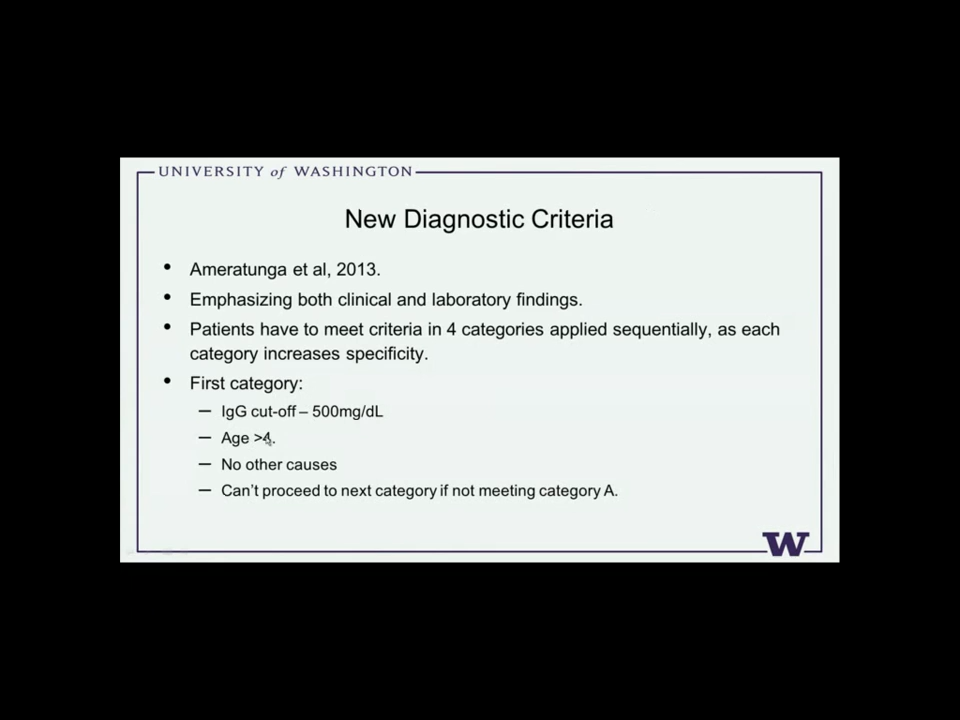 UNIVERSITY of WASHINGTON
New Diagnostic Criteria
• Ameratunga et al, 2013.
• Emphasizing both clinical and laboratory findings.
• Patients have to meet criteria in 4 categories applied sequentially, as each
category increases specificity.
• First category:
– IgG cut-off – 500mg/dL
– Age >4.
– No other causes
– Can't proceed to next category if not meeting category A.
W